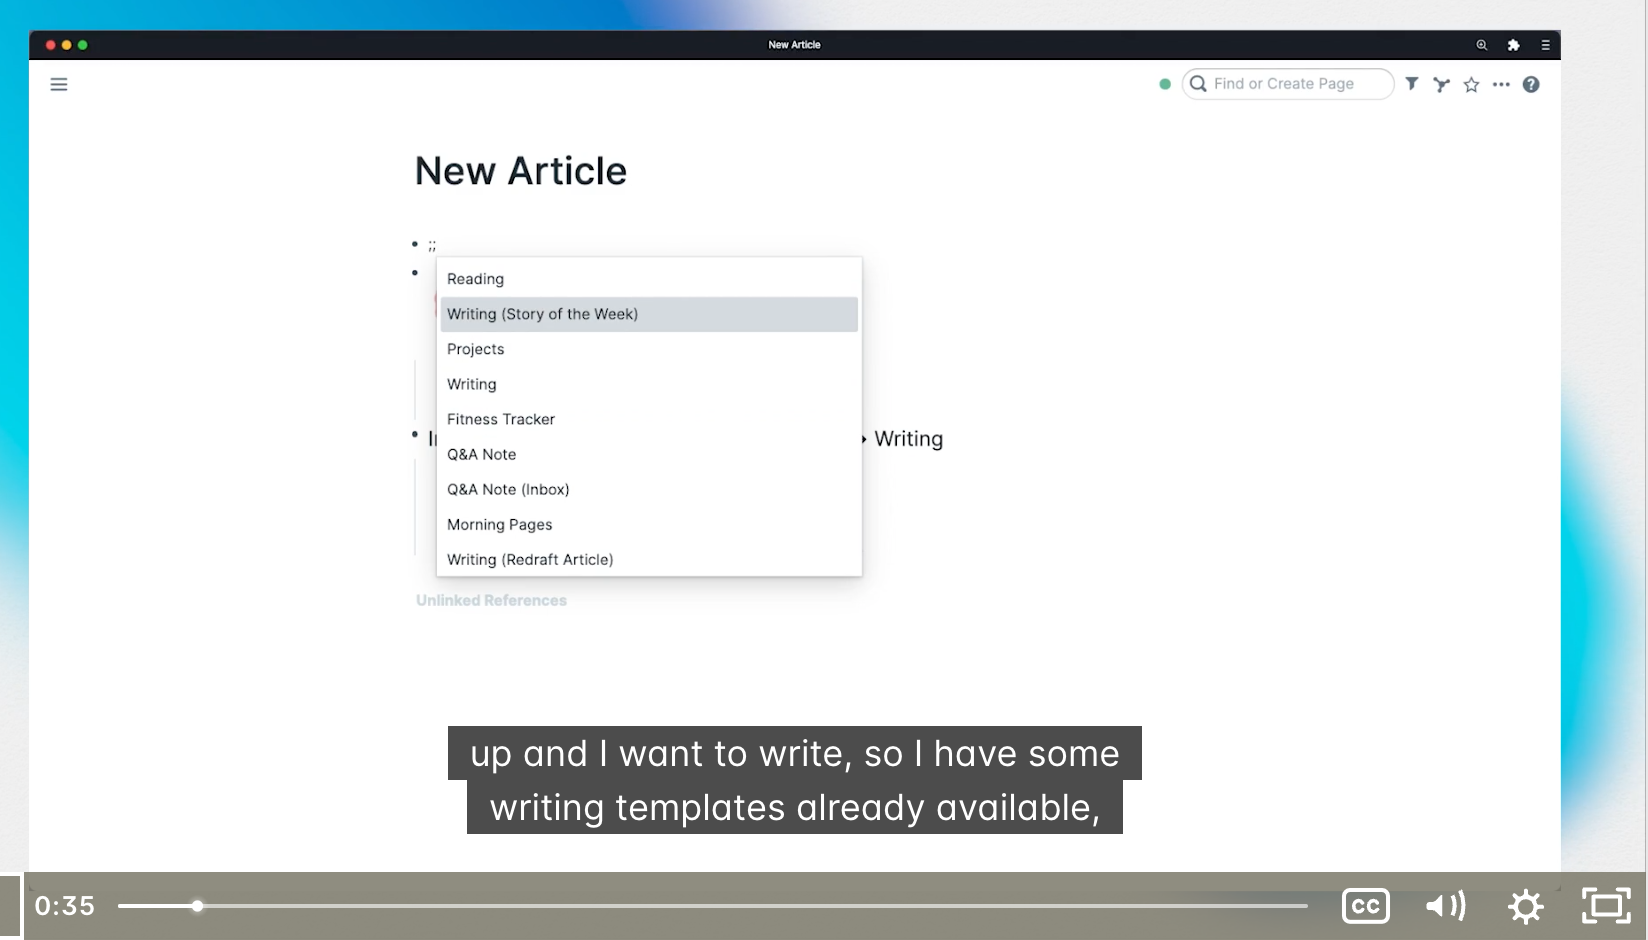 New Article
Find or Create Page
New Article
;;
Reading
Writing (Story of the Week)
Projects
Writing
Fitness Tracker
Writing
Q&A Note
Q&A Note (Inbox)
Morning Pages
Writing (Redraft Article)
Unlinked References
up and I want to write, so I have some
writing templates already available,
0:35
CC